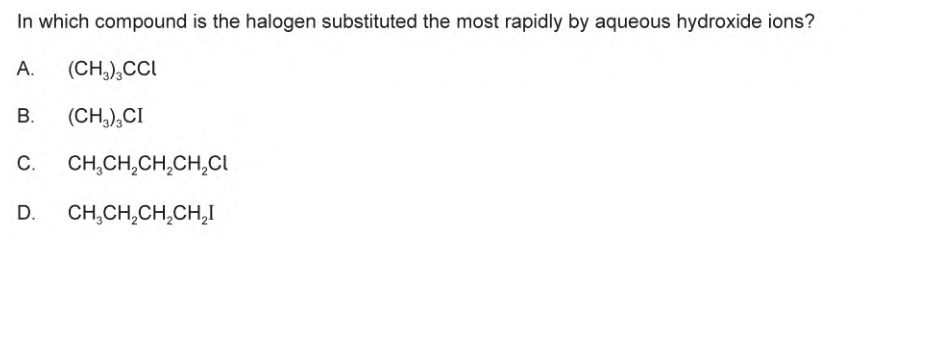 In which compound is the halogen substituted the most rapidly by aqueous hydroxide ions?
A. (CH₃)₃CCl
B. (CH₃)₃CI
C. CH₃CH₂CH₂CH₂Cl
D. CH₃CH₂CH₂CH₂I